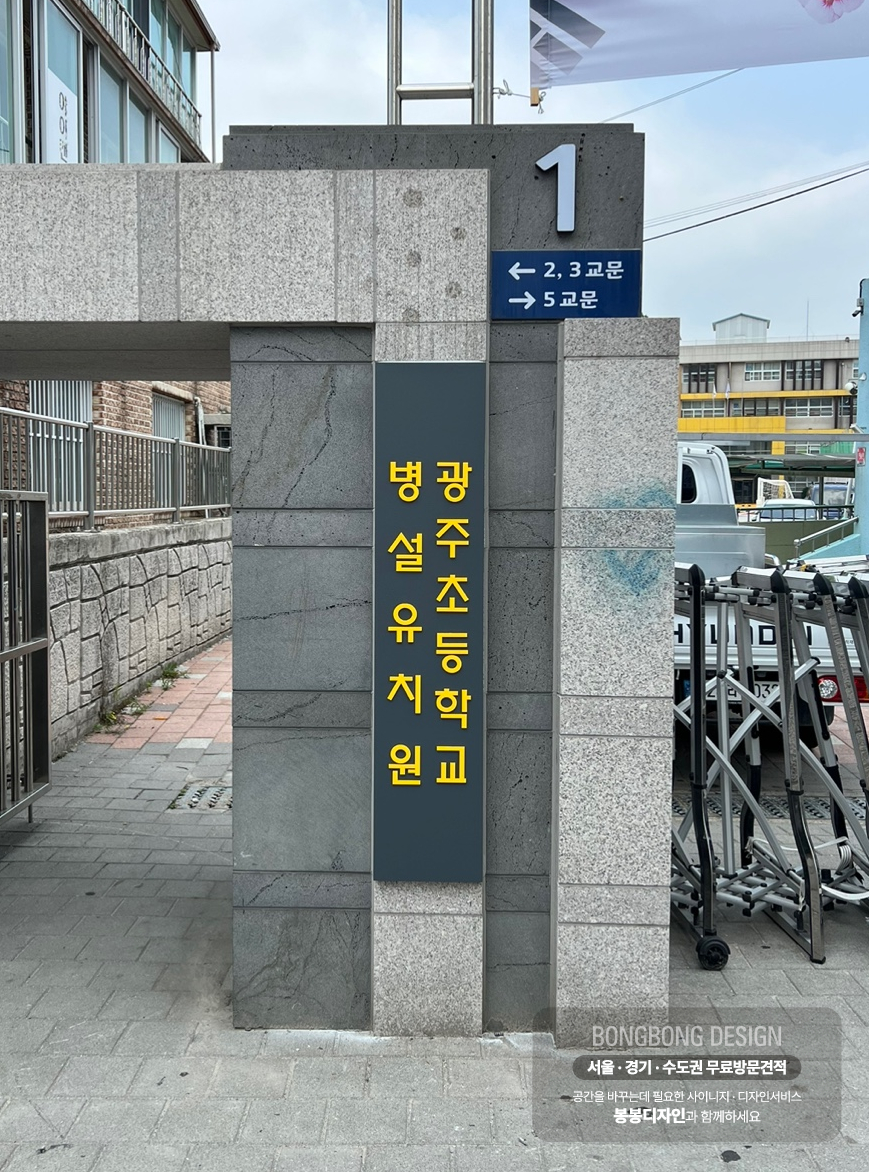 1
← 2, 3 교문
→ 5 교문
광주초등학교
병설유치원
HYUNDAI
BONGBONG DESIGN
서울 · 경기 · 수도권 무료방문견적
공간을 바꾸는데 필요한 사이니지 · 디자인서비스
봉봉디자인과 함께하세요